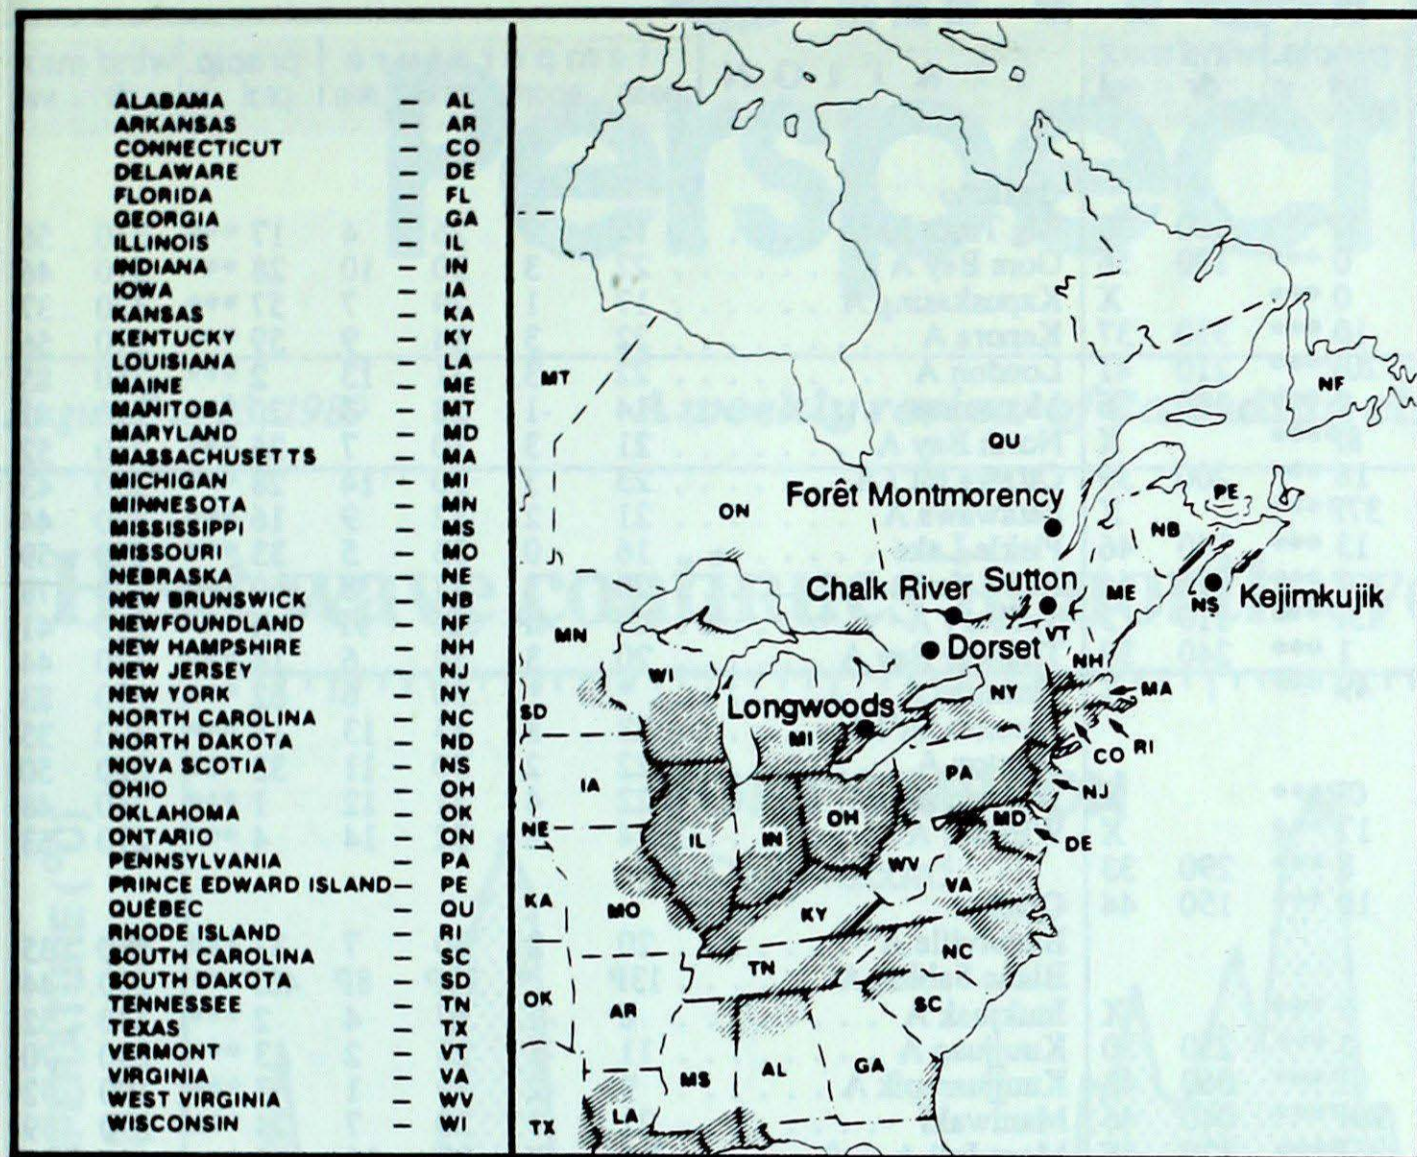 ALABAMA — AL
ARKANSAS — AR
CONNECTICUT — CO
DELAWARE — DE
FLORIDA — FL
GEORGIA — GA
ILLINOIS — IL
INDIANA — IN
IOWA — IA
KANSAS — KA
KENTUCKY — KY
LOUISIANA — LA
MAINE — ME
MANITOBA — MT
MARYLAND — MD
MASSACHUSETTS — MA
MICHIGAN — MI
MINNESOTA — MN
MISSISSIPPI — MS
MISSOURI — MO
NEBRASKA — NE
NEW BRUNSWICK — NB
NEWFOUNDLAND — NF
NEW HAMPSHIRE — NH
NEW JERSEY — NJ
NEW YORK — NY
NORTH CAROLINA — NC
NORTH DAKOTA — ND
NOVA SCOTIA — NS
OHIO — OH
OKLAHOMA — OK
ONTARIO — ON
PENNSYLVANIA — PA
PRINCE EDWARD ISLAND — PE
QUÉBEC — QU
RHODE ISLAND — RI
SOUTH CAROLINA — SC
SOUTH DAKOTA — SD
TENNESSEE — TN
TEXAS — TX
VERMONT — VT
VIRGINIA — VA
WEST VIRGINIA — WV
WISCONSIN — WI
MT
NF
QU
Forêt Montmorency
PE
ON
NB
Chalk River
Sutton
ME
NS
Kejimkujik
MN
VT
Dorset
NH
WI
NY
MA
SD
Longwoods
MI
CO
RI
IA
PA
NJ
NE
IL
IN
OH
MD
DE
WV
VA
KA
MO
KY
TN
NC
OK
AR
SC
MS
AL
GA
LA
TX